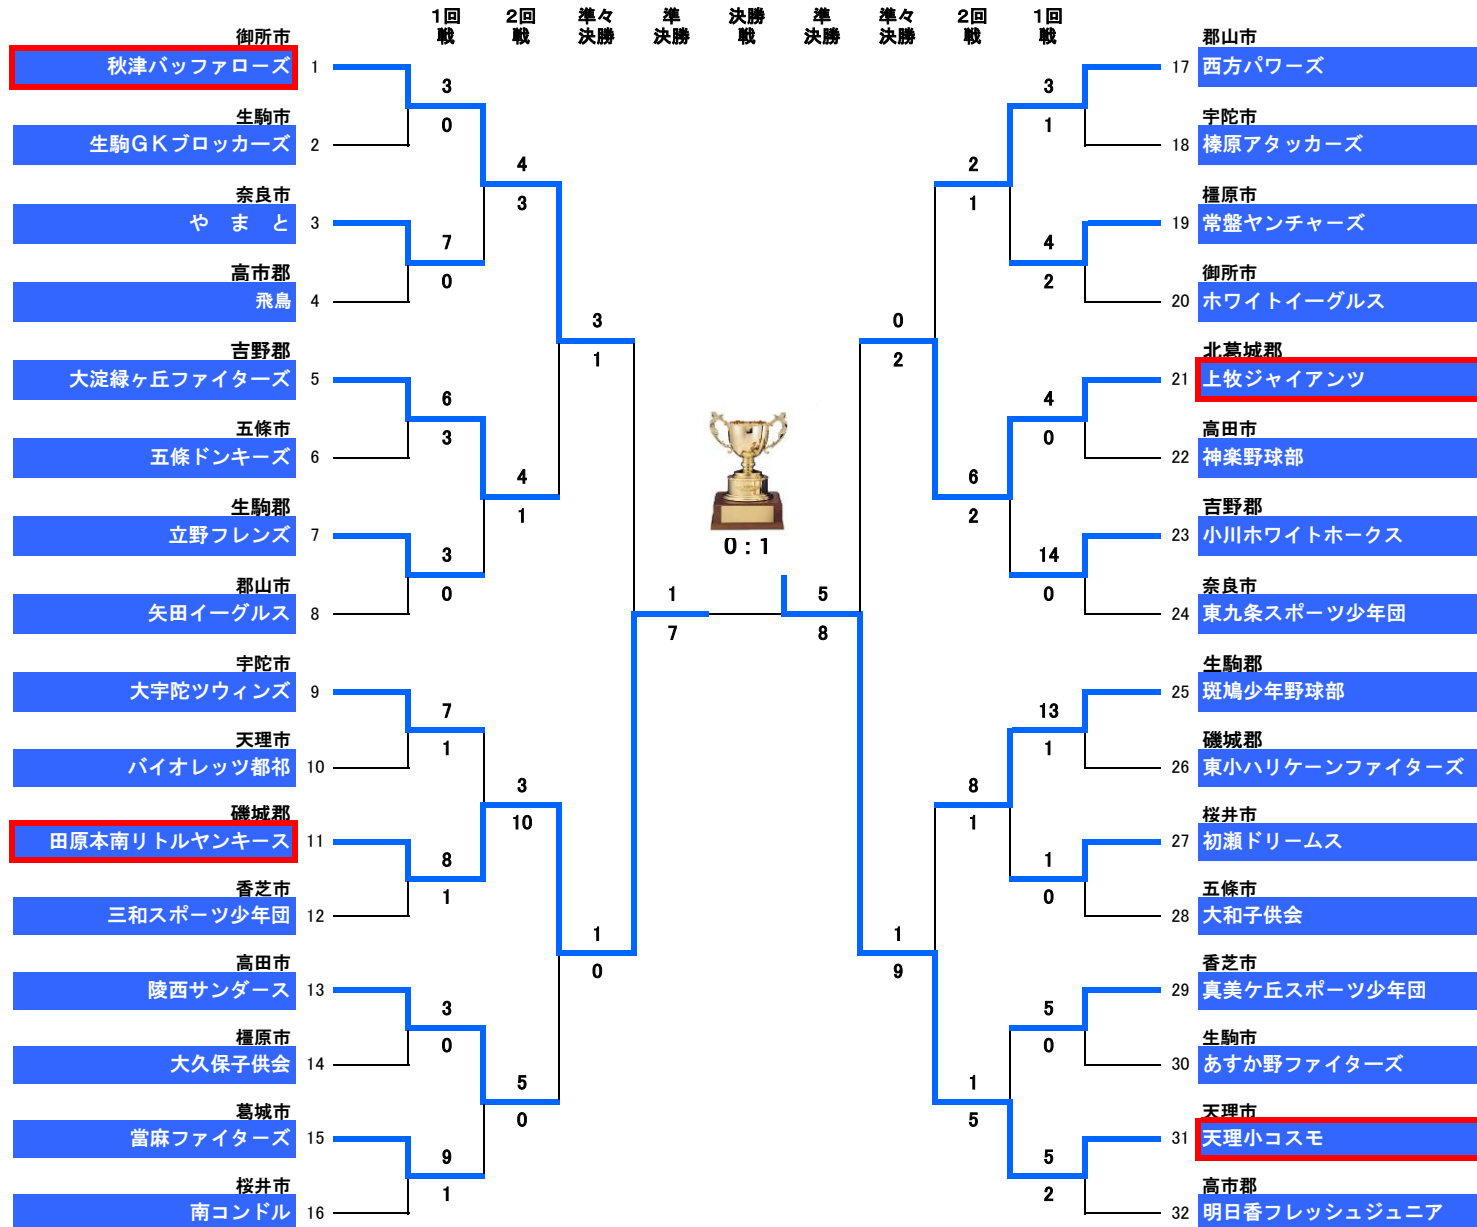 1回戦
2回戦
準々決勝
準決勝
決勝戦
準決勝
準々決勝
2回戦
1回戦
御所市
秋津バッファローズ 1
生駒市
生駒GKブロッカーズ 2
奈良市
や ま と 3
高市郡
飛鳥 4
吉野郡
大淀緑ヶ丘ファイターズ 5
五條市
五條ドンキーズ 6
生駒郡
立野フレンズ 7
郡山市
矢田イーグルス 8
宇陀市
大宇陀ツウィンズ 9
天理市
バイオレッツ都祁 10
磯城郡
田原本南リトルヤンキース 11
香芝市
三和スポーツ少年団 12
高田市
陵西サンダース 13
橿原市
大久保子供会 14
葛城市
當麻ファイターズ 15
桜井市
南コンドル 16
3
0
7
0
6
3
3
0
7
1
8
1
3
0
9
1
4
3
4
1
3
10
5
0
3
1
1
0
1
7
0：1
5
8
0
2
1
9
2
1
6
2
8
1
1
5
3
1
4
2
4
0
14
0
13
1
1
0
5
0
5
2
郡山市
17 西方パワーズ
宇陀市
18 榛原アタッカーズ
橿原市
19 常盤ヤンチャーズ
御所市
20 ホワイトイーグルス
北葛城郡
21 上牧ジャイアンツ
高田市
22 神楽野球部
吉野郡
23 小川ホワイトホークス
奈良市
24 東九条スポーツ少年団
生駒郡
25 斑鳩少年野球部
磯城郡
26 東小ハリケーンファイターズ
桜井市
27 初瀬ドリームス
五條市
28 大和子供会
香芝市
29 真美ケ丘スポーツ少年団
生駒市
30 あすか野ファイターズ
天理市
31 天理小コスモ
高市郡
32 明日香フレッシュジュニア